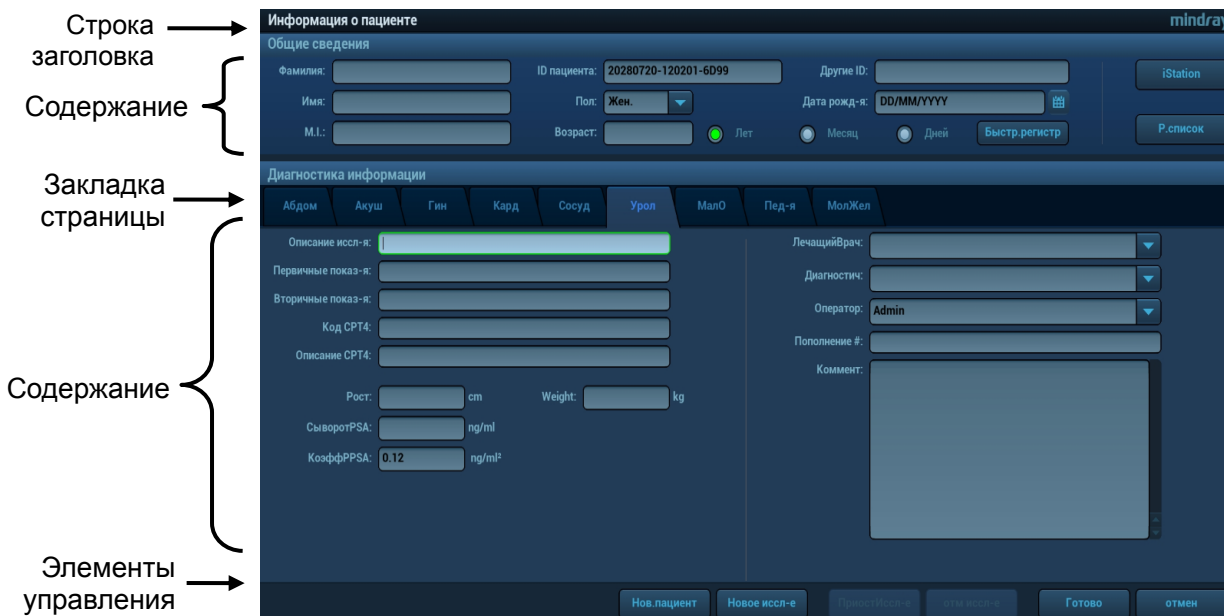 Строка
заголовка
Содержание
Закладка
страницы
Содержание
Элементы
управления
Информация о пациенте
mindray
Общие сведения
Фамилия:
ID пациента: 20280720-120201-6D99
Другие ID:
iStation
Имя:
Пол: Жен.
Дата рожд-я: DD/MM/YYYY
M.I.:
Возраст:
Лет
Месяц
Дней
Быстр.регистр
Р.список
Диагностика информации
Абдом Акуш Гин Кард Сосуд Урол МалО Пед-я МолЖел
Описание иссл-я:
Первичные показ-я:
Вторичные показ-я:
Код CPT4:
Описание CPT4:
Рост: cm Weight: kg
СыворотPSA: ng/ml
КоэффPPSA: 0.12 ng/ml²
ЛечащийВрач:
Диагностич:
Оператор: Admin
Пополнение #:
Коммент:
Нов.пациент Новое иссл-е ПриостИссл-е отм иссл-е Готово отмен